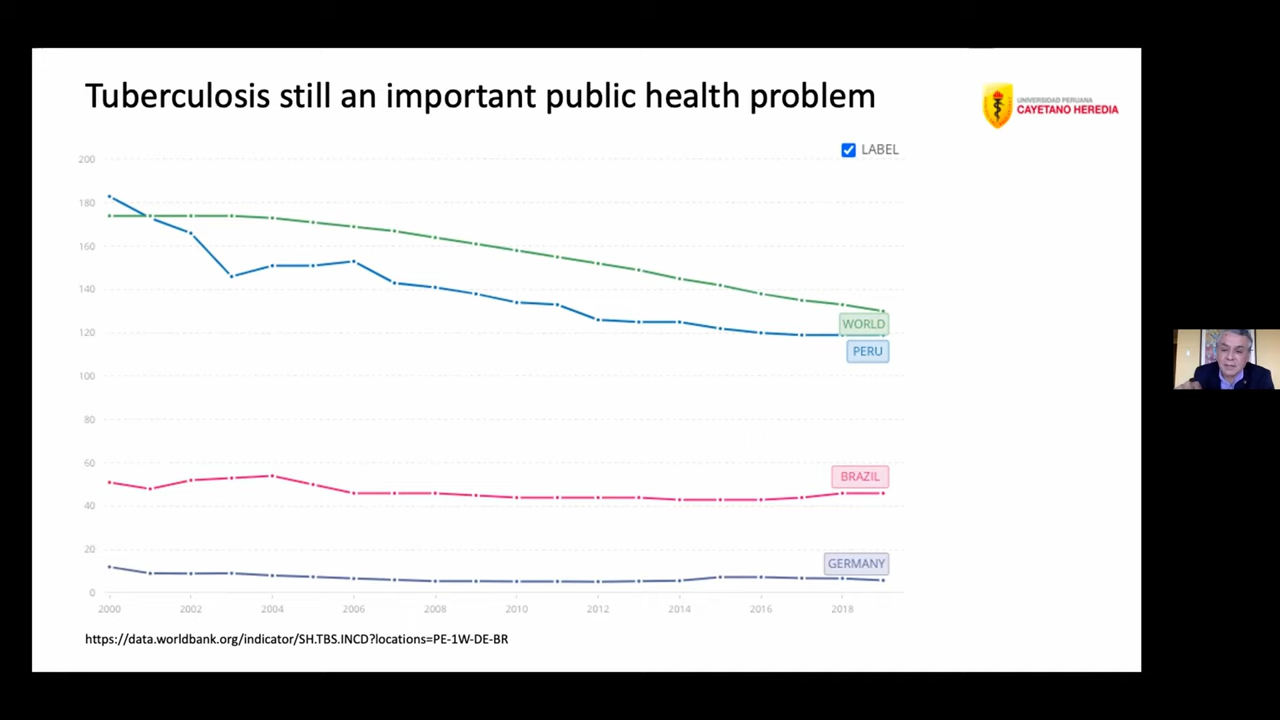 Tuberculosis still an important public health problem
UNIVERSIDAD PERUANA
CAYETANO HEREDIA
LABEL
200
180
160
140
120
100
80
60
40
20
0
WORLD
PERU
BRAZIL
GERMANY
2000 2002 2004 2006 2008 2010 2012 2014 2016 2018
https://data.worldbank.org/indicator/SH.TBS.INCD?locations=PE-1W-DE-BR